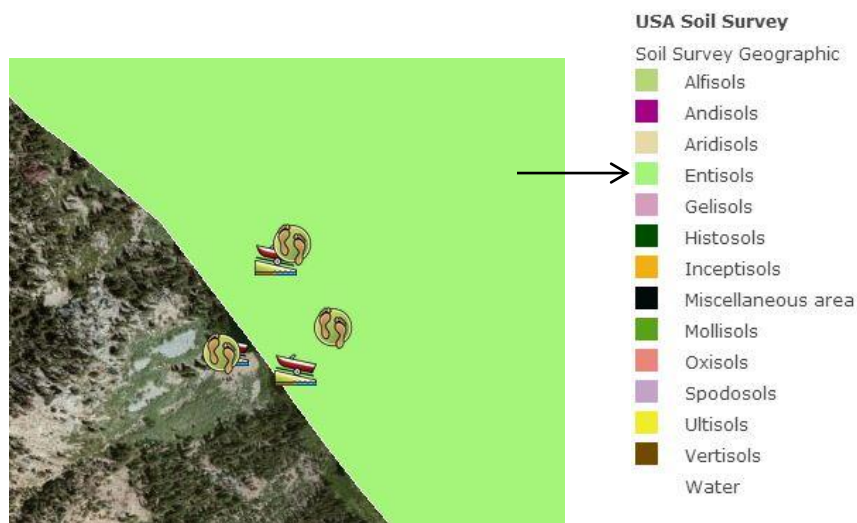 USA Soil Survey
Soil Survey Geographic
Alfisols
Andisols
Aridisols
Entisols
Gelisols
Histosols
Inceptisols
Miscellaneous area
Mollisols
Oxisols
Spodosols
Ultisols
Vertisols
Water